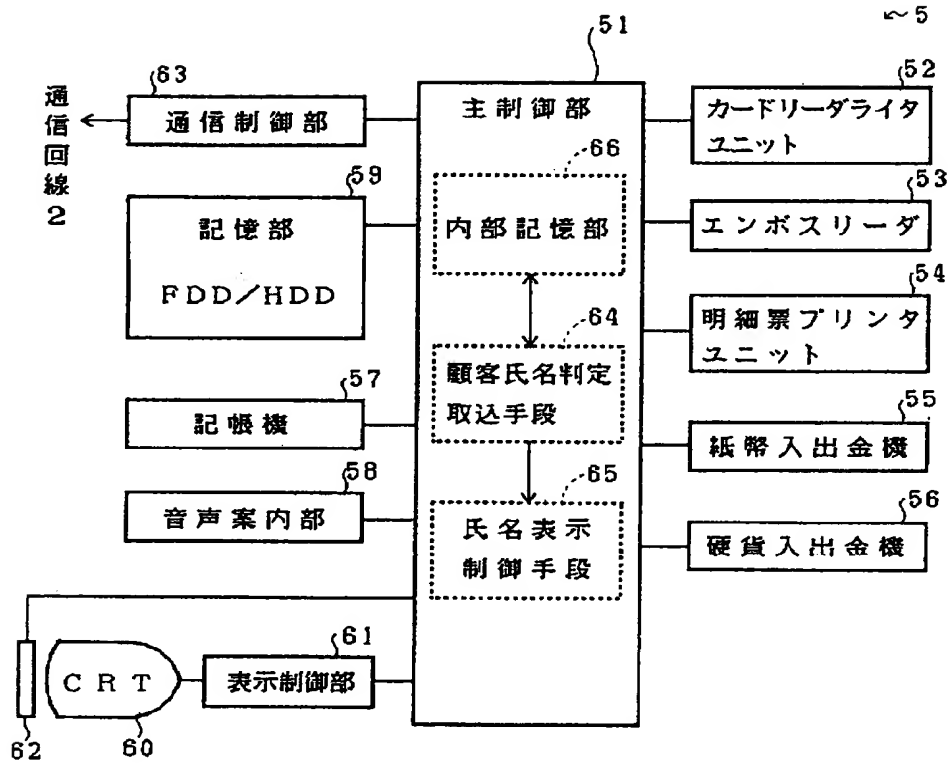 5
51
63
52
通信回線2
通信制御部
主制御部
カードリーダライタ
ユニット
66
59
53
記憶部
FDD/HDD
内部記憶部
エンボスリーダ
54
64
明細票プリンタ
ユニット
57
顧客氏名判定
取込手段
記帳機
55
紙幣入出金機
58
65
56
音声案内部
氏名表示
制御手段
硬貨入出金機
61
CRT
表示制御部
62
60